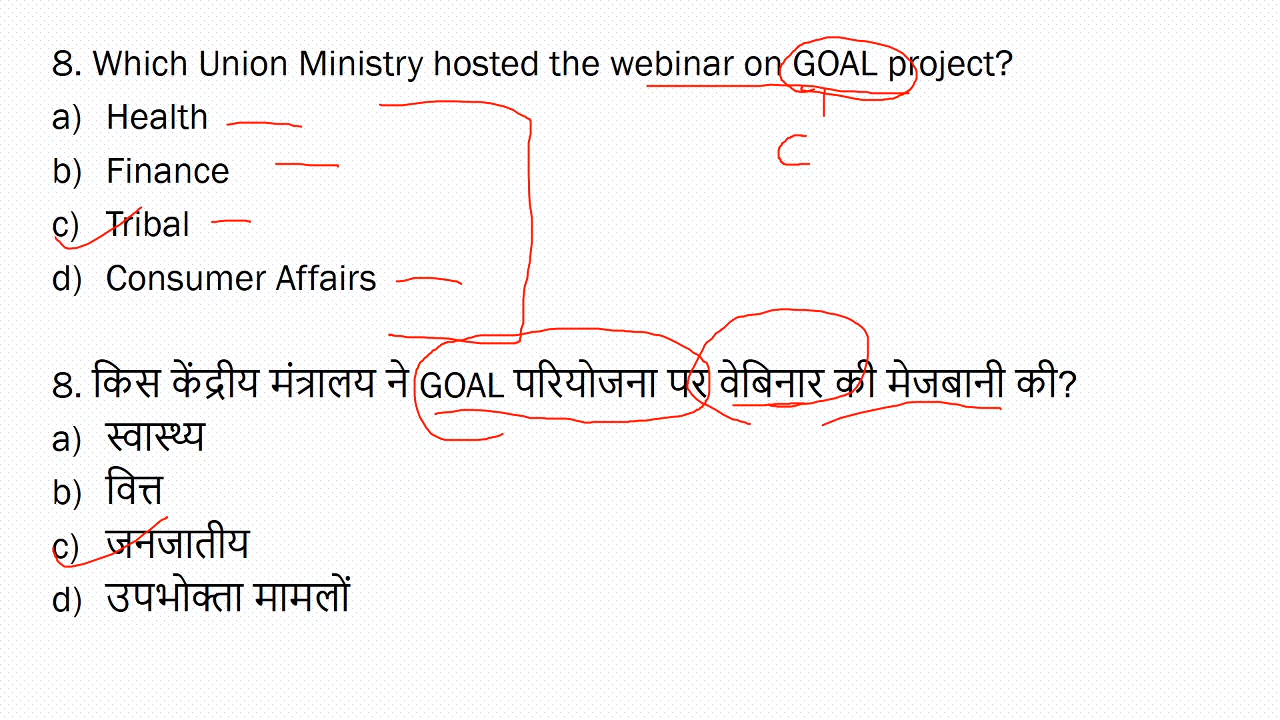 8. Which Union Ministry hosted the webinar on GOAL project?
a) Health
b) Finance
c) Tribal
d) Consumer Affairs
8. किस केंद्रीय मंत्रालय ने GOAL परियोजना पर वेबिनार की मेजबानी की?
a) स्वास्थ्य
b) वित्त
c) जनजातीय
d) उपभोक्ता मामलों